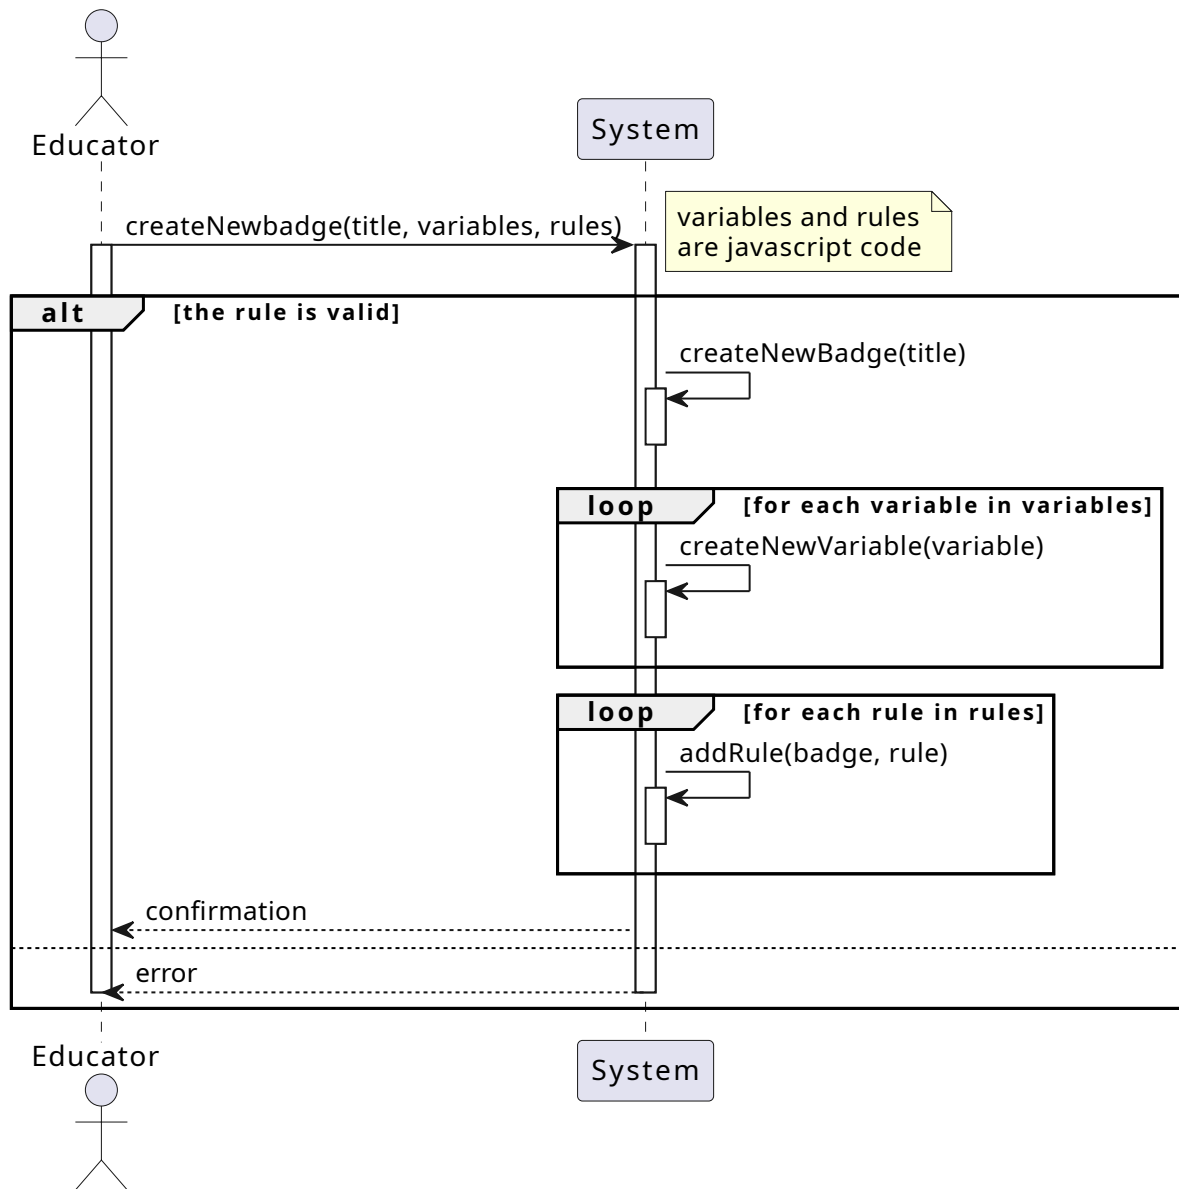 Educator
System
createNewbadge(title, variables, rules)
variables and rules
are javascript code
alt
[the rule is valid]
createNewBadge(title)
loop
[for each variable in variables]
createNewVariable(variable)
loop
[for each rule in rules]
addRule(badge, rule)
confirmation
error
Educator
System